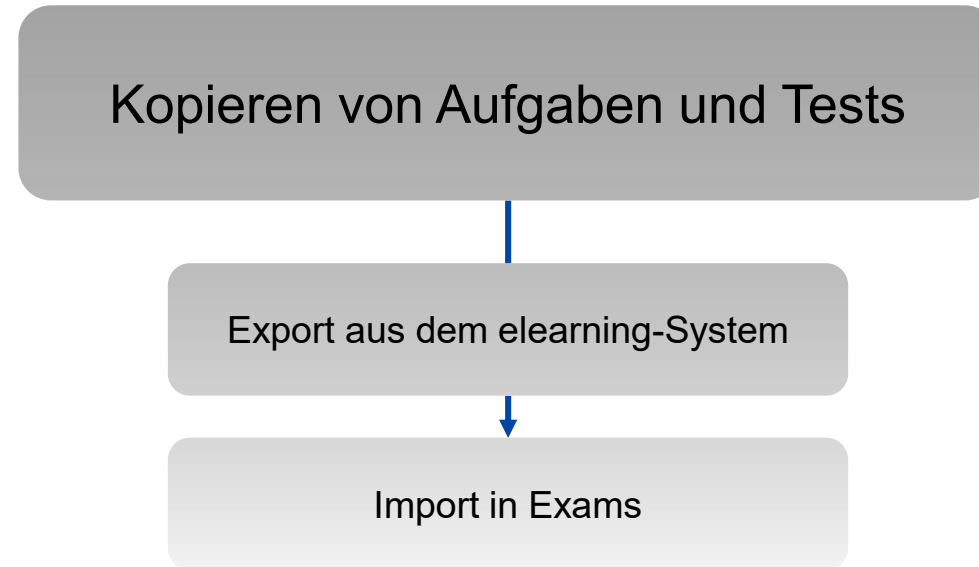 Kopieren von Aufgaben und Tests
Export aus dem elearning-System
Import in Exams